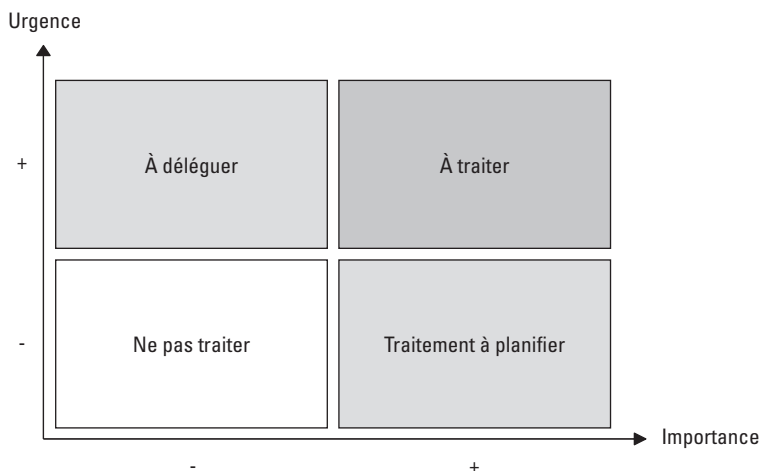 Urgence
+
À déléguer
À traiter
-
Ne pas traiter
Traitement à planifier
Importance
-
+